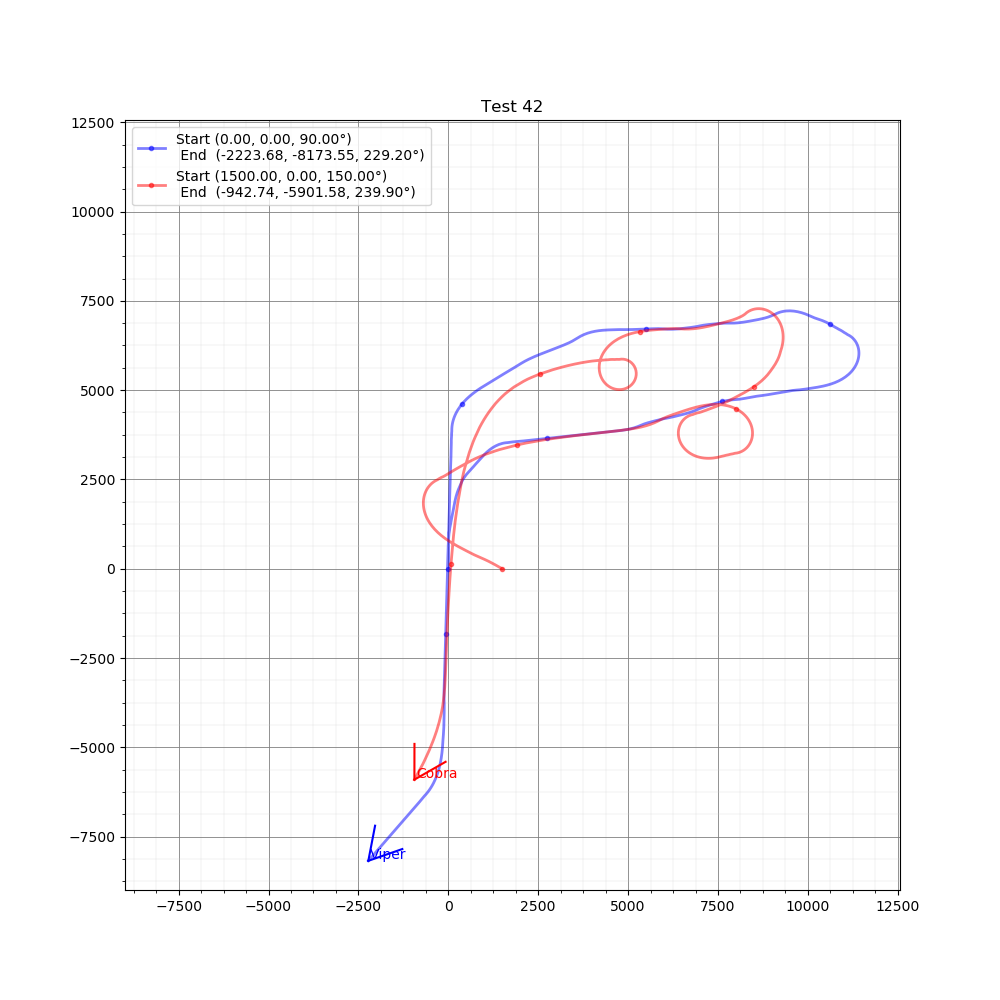 Test 42
Start (0.00, 0.00, 90.00°)
End (-2223.68, -8173.55, 229.20°)
Start (1500.00, 0.00, 150.00°)
End (-942.74, -5901.58, 239.90°)
12500
10000
7500
5000
2500
0
−2500
−5000
−7500
Cobra
Viper
−7500 −5000 −2500 0 2500 5000 7500 10000 12500